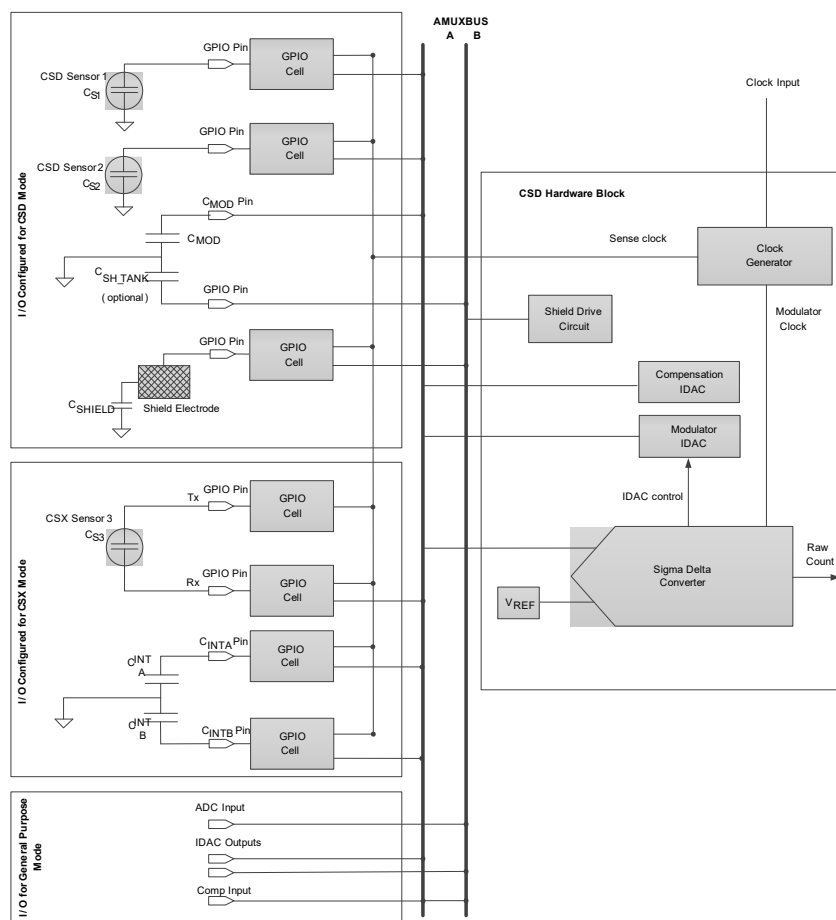 AMUXBUS
A B
I/O Configured for CSD Mode
GPIO Pin
GPIO
Cell
CSD Sensor 1
CS1
GPIO Pin
GPIO
Cell
CSD Sensor 2
CS2
CMOD Pin
CMOD
CSH_TANK
(optional)
GPIO Pin
GPIO Pin
GPIO
Cell
CSHIELD
Shield Electrode
I/O Configured for CSX Mode
Tx
GPIO Pin
GPIO
Cell
CSX Sensor 3
CS3
Rx
GPIO Pin
GPIO
Cell
CINTA Pin
GPIO
Cell
CINT
A
CINT
B
CINTB Pin
GPIO
Cell
I/O for General Purpose
Mode
ADC Input
IDAC Outputs
Comp Input
Clock Input
CSD Hardware Block
Sense clock
Clock
Generator
Shield Drive
Circuit
Modulator
Clock
Compensation
IDAC
Modulator
IDAC
IDAC control
Sigma Delta
Converter
Raw
Count
VREF